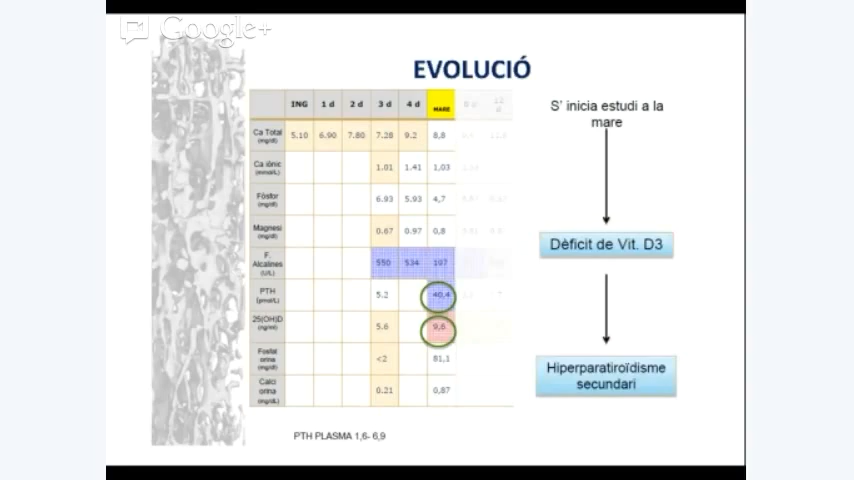 Google+
EVOLUCIÓ
ING 1 d 2 d 3 d 4 d MARE
Ca Total 5.10 6.90 7.80 7.28 9.2 8,8
(mg/dl)
Ca iònic 1.01 1.41 1,03
(mmol/L)
Fòsfor 6.93 5.93 4,7
(mg/dl)
Magnesi 0.67 0.97 0,8
(mg/dl)
F.
Alcalines 550 534 197
(U/L)
PTH 5.2 40,4
(pmol/L)
25(OH)D 5.6 9,6
(ng/ml)
Fosfat
orina <2 81,1
(mg/dl)
Calci
orina 0.21 0,87
(mg/dL)
PTH PLASMA 1,6- 6,9
S' inicia estudi a la
mare
Dèficit de Vit. D3
Hiperparatiroïdisme
secundari